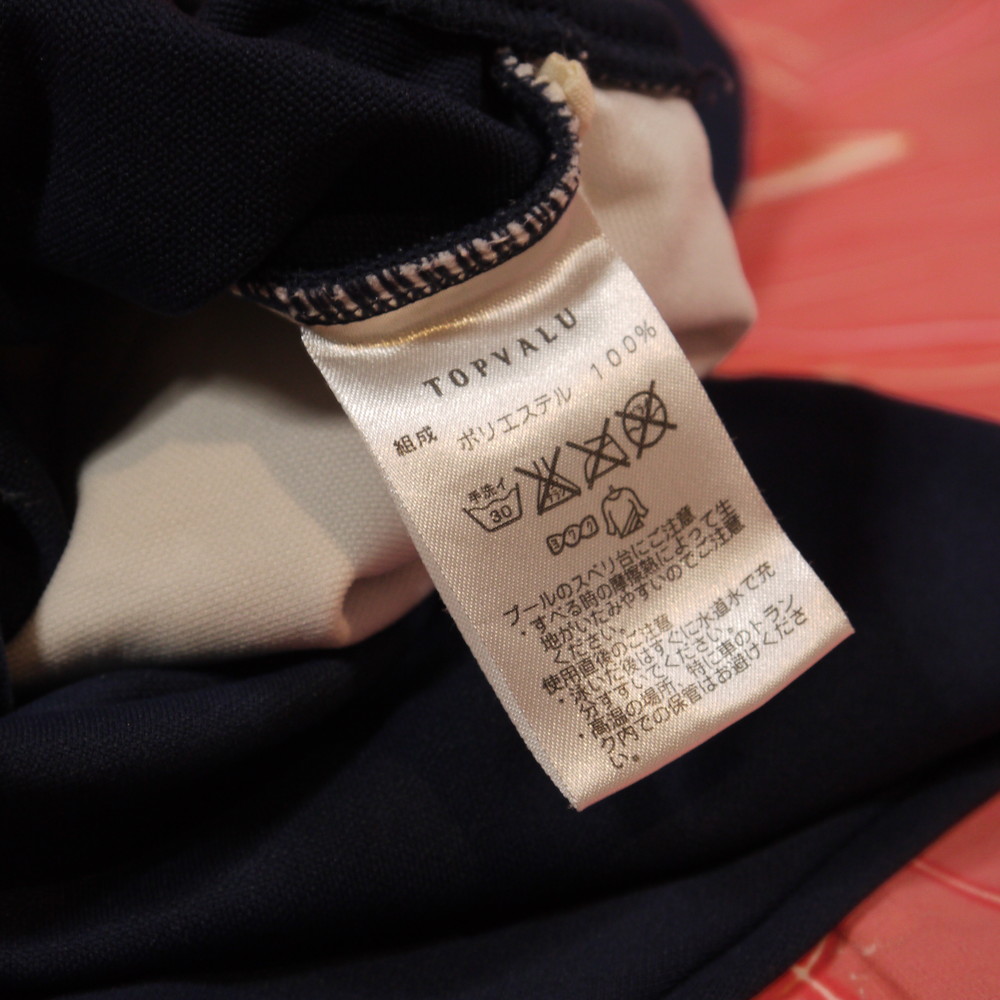 TOPVALU
組成 ポリエステル 100%
手洗イ
30
プールのスベリ台にご注意
・すべる時の摩擦熱によって生
地がいたみやすいのでご注意
ください。
使用直後のご注意
・泳いだ後はすぐに水道水で充
分すすいでください。
・高温の場所、特に車のトラン
ク内での保管はお避けくださ
い。